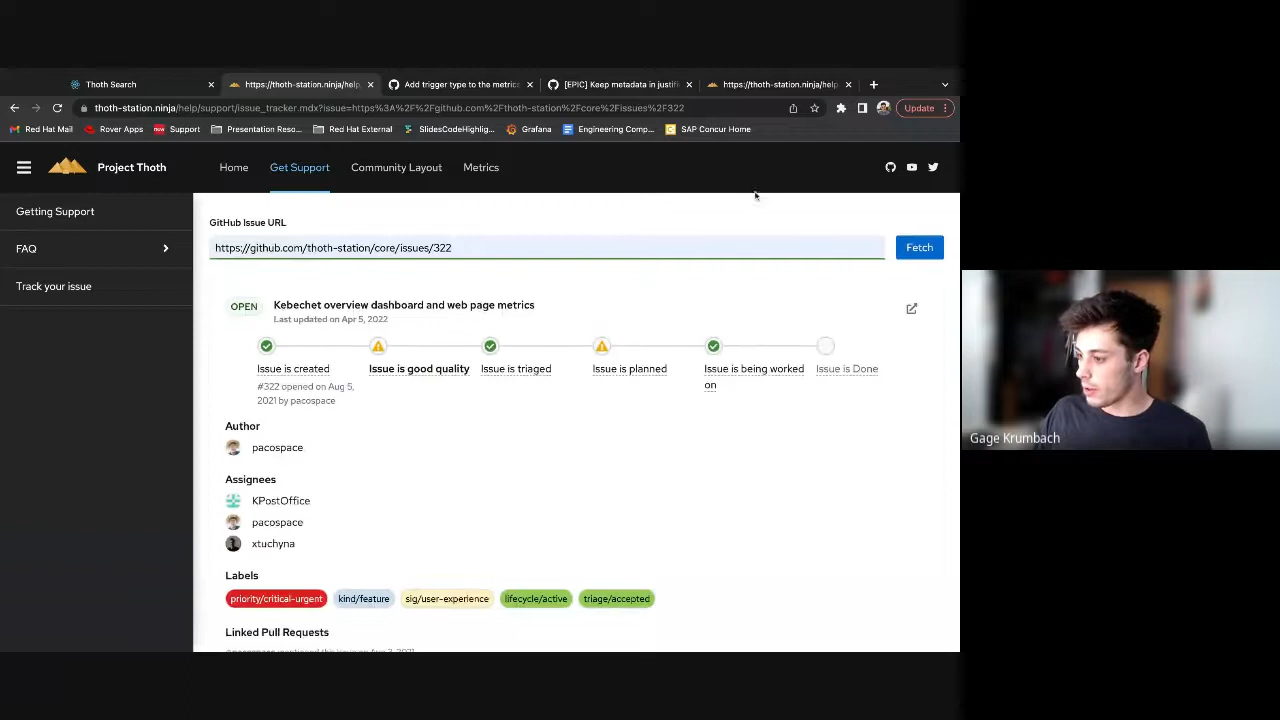 Thoth Search
https://thoth-station.ninja/help
Add trigger type to the metrics
[EPIC] Keep metadata in justifi
https://thoth-station.ninja/help
thoth-station.ninja/help/support/issue_tracker.mdx?issue=https%3A%2F%2Fgithub.com%2Fthoth-station%2Fcore%2Fissues%2F322
Update
Red Hat Mail
Rover Apps
Support
Presentation Reso...
Red Hat External
SlidesCodeHighlig...
Grafana
Engineering Comp...
SAP Concur Home
Project Thoth
Home
Get Support
Community Layout
Metrics
Getting Support
FAQ
Track your issue
GitHub Issue URL
https://github.com/thoth-station/core/issues/322
Fetch
OPEN
Kebechet overview dashboard and web page metrics
Last updated on Apr 5, 2022
Issue is created
#322 opened on Aug 5,
2021 by pacospace
Issue is good quality
Issue is triaged
Issue is planned
Issue is being worked
on
Issue is Done
Author
pacospace
Assignees
KPostOffice
pacospace
xtuchyna
Labels
priority/critical-urgent
kind/feature
sig/user-experience
lifecycle/active
triage/accepted
Linked Pull Requests
Gage Krumbach